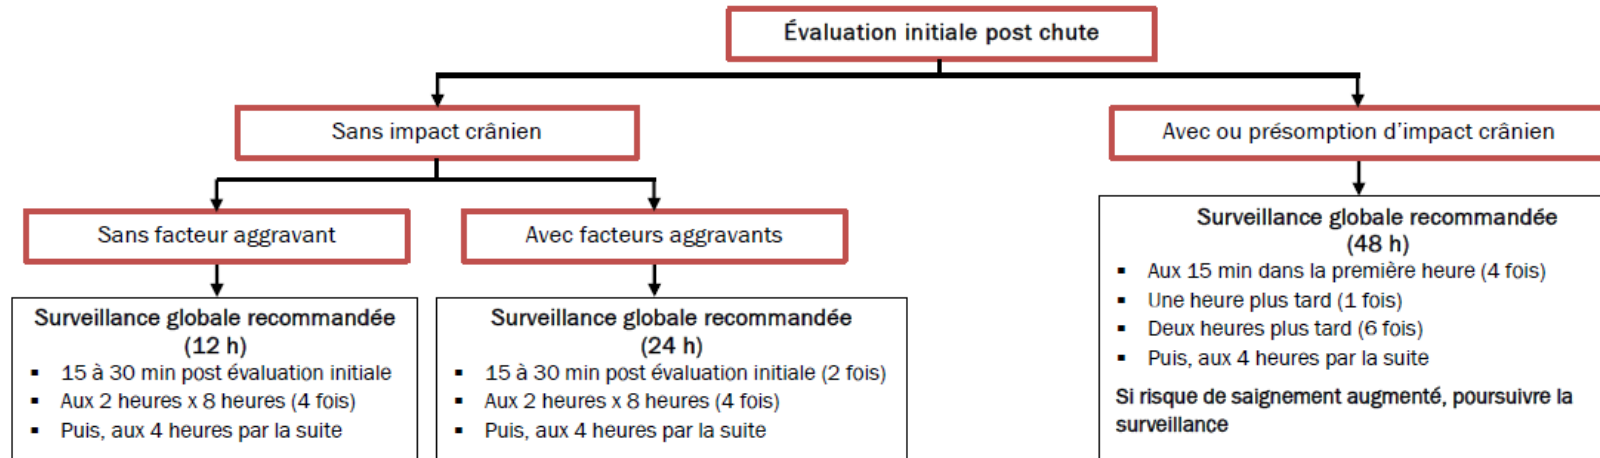 Évaluation initiale post chute
Sans impact crânien
Avec ou présomption d'impact crânien
Sans facteur aggravant
Avec facteurs aggravants
Surveillance globale recommandée
(12 h)
▪ 15 à 30 min post évaluation initiale
▪ Aux 2 heures x 8 heures (4 fois)
▪ Puis, aux 4 heures par la suite
Surveillance globale recommandée
(24 h)
▪ 15 à 30 min post évaluation initiale (2 fois)
▪ Aux 2 heures x 8 heures (4 fois)
▪ Puis, aux 4 heures par la suite
Surveillance globale recommandée
(48 h)
▪ Aux 15 min dans la première heure (4 fois)
▪ Une heure plus tard (1 fois)
▪ Deux heures plus tard (6 fois)
▪ Puis, aux 4 heures par la suite
Si risque de saignement augmenté, poursuivre la
surveillance